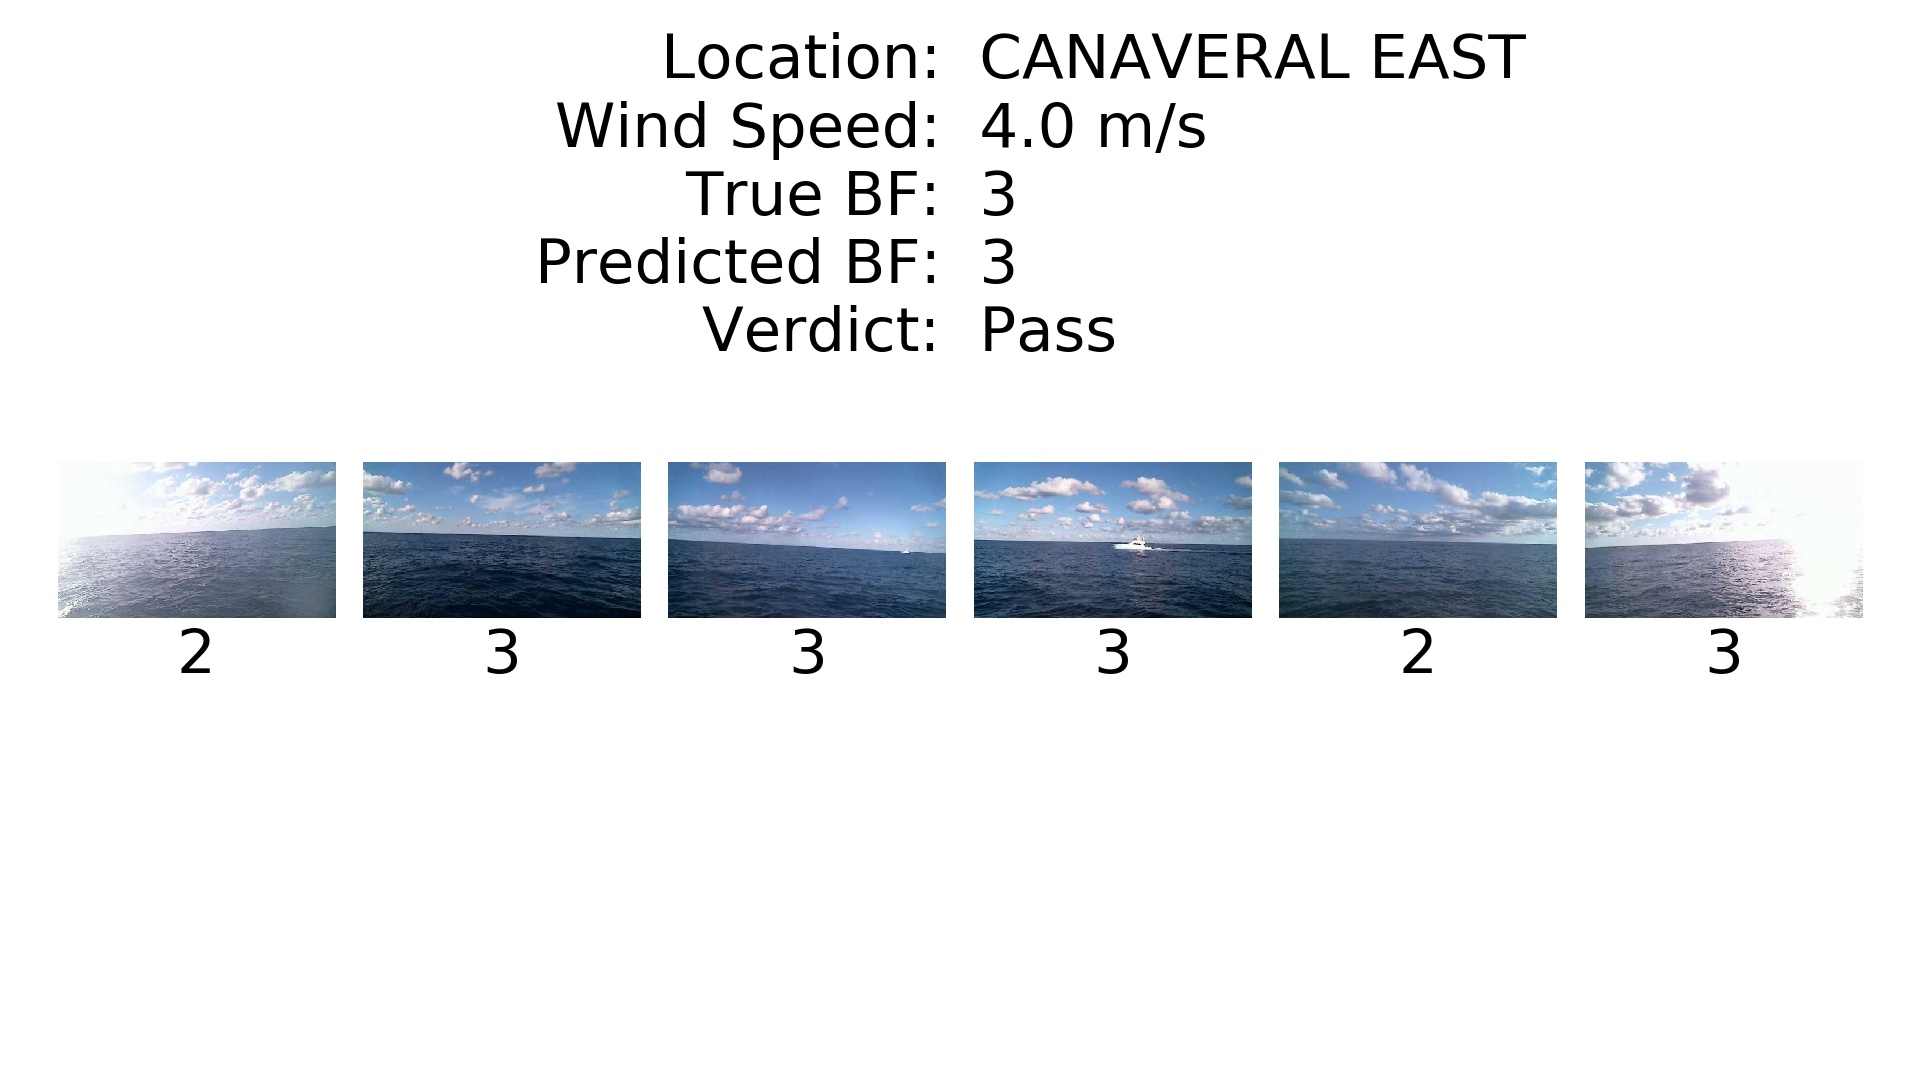 Location: CANAVERAL EAST
Wind Speed: 4.0 m/s
True BF: 3
Predicted BF: 3
Verdict: Pass
2 3 3 3 2 3